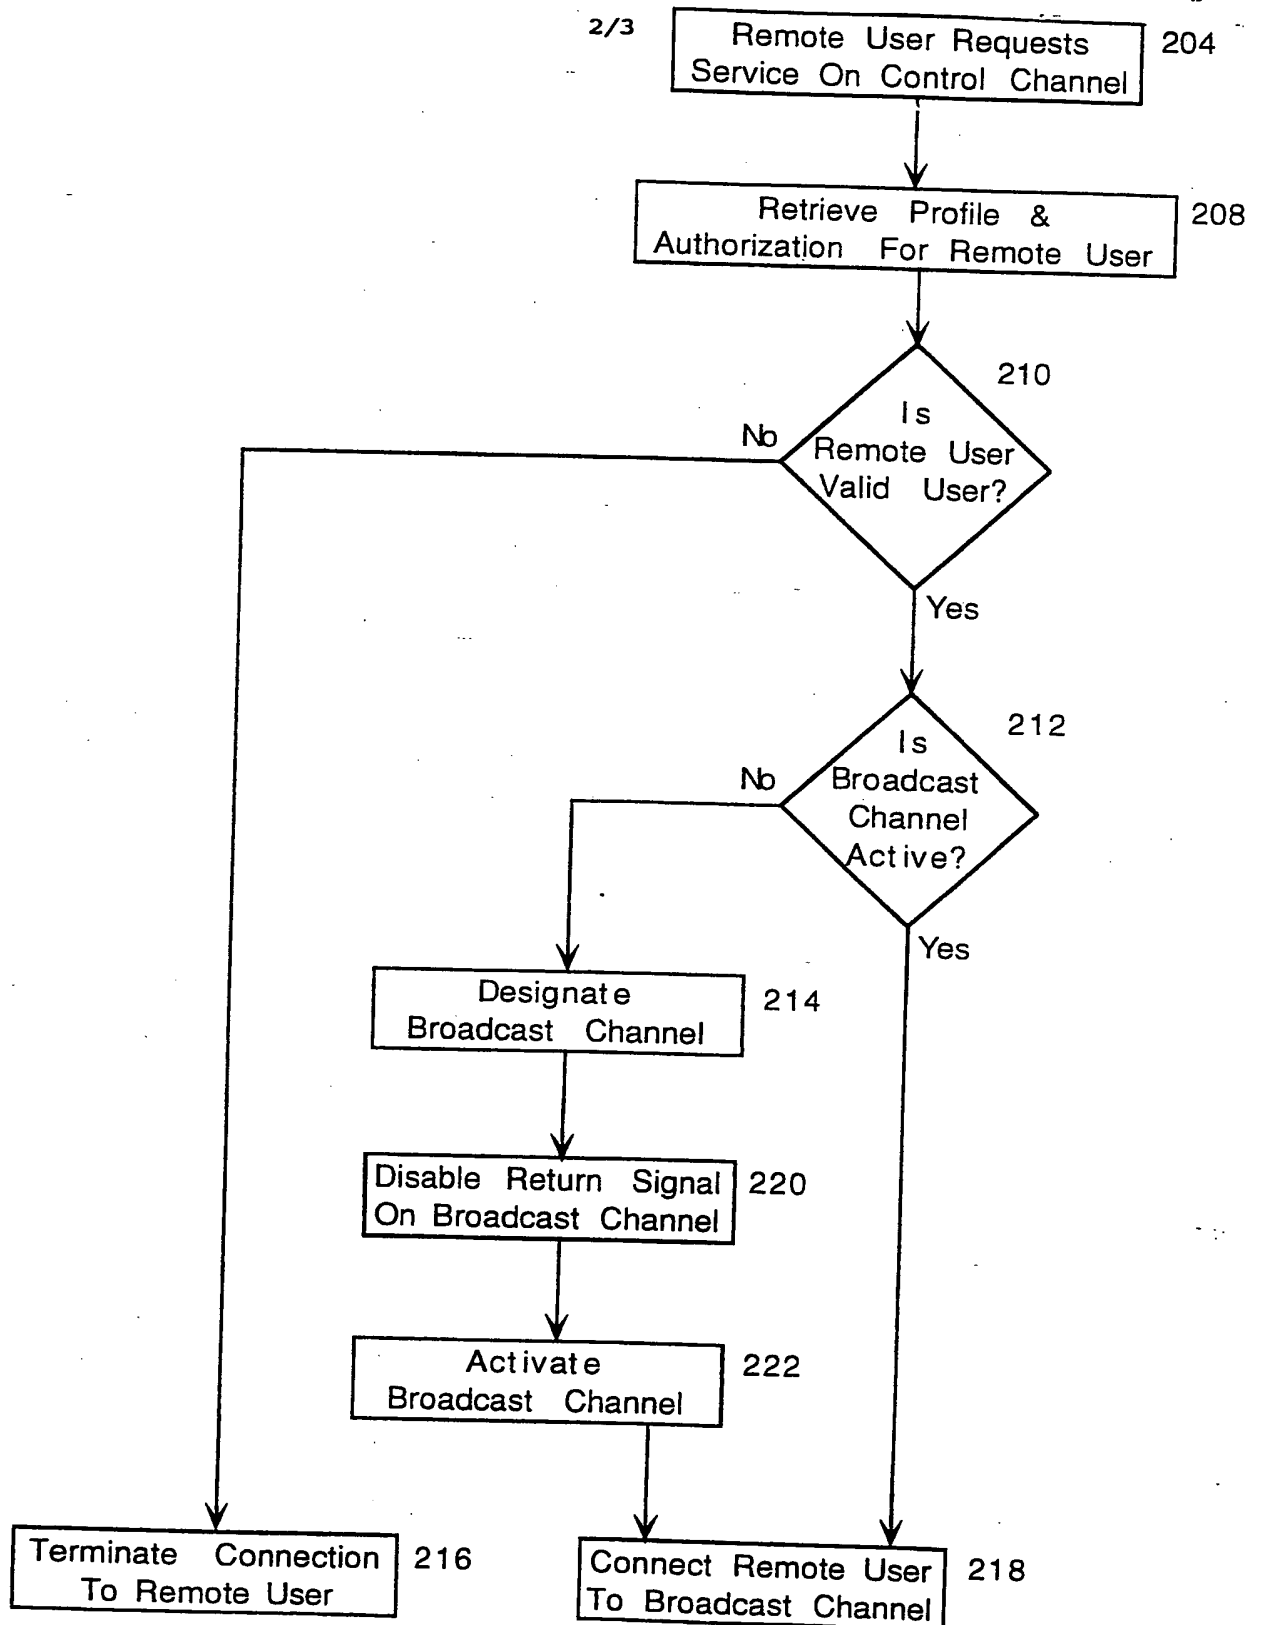 2/3
Remote User Requests
Service On Control Channel
204
Retrieve Profile &
Authorization For Remote User
208
210
Is
Remote User
Valid User?
No
Yes
212
Is
Broadcast
Channel
Active?
No
Yes
Designate
Broadcast Channel
214
Disable Return Signal
On Broadcast Channel
220
Activate
Broadcast Channel
222
Terminate Connection
To Remote User
216
Connect Remote User
To Broadcast Channel
218